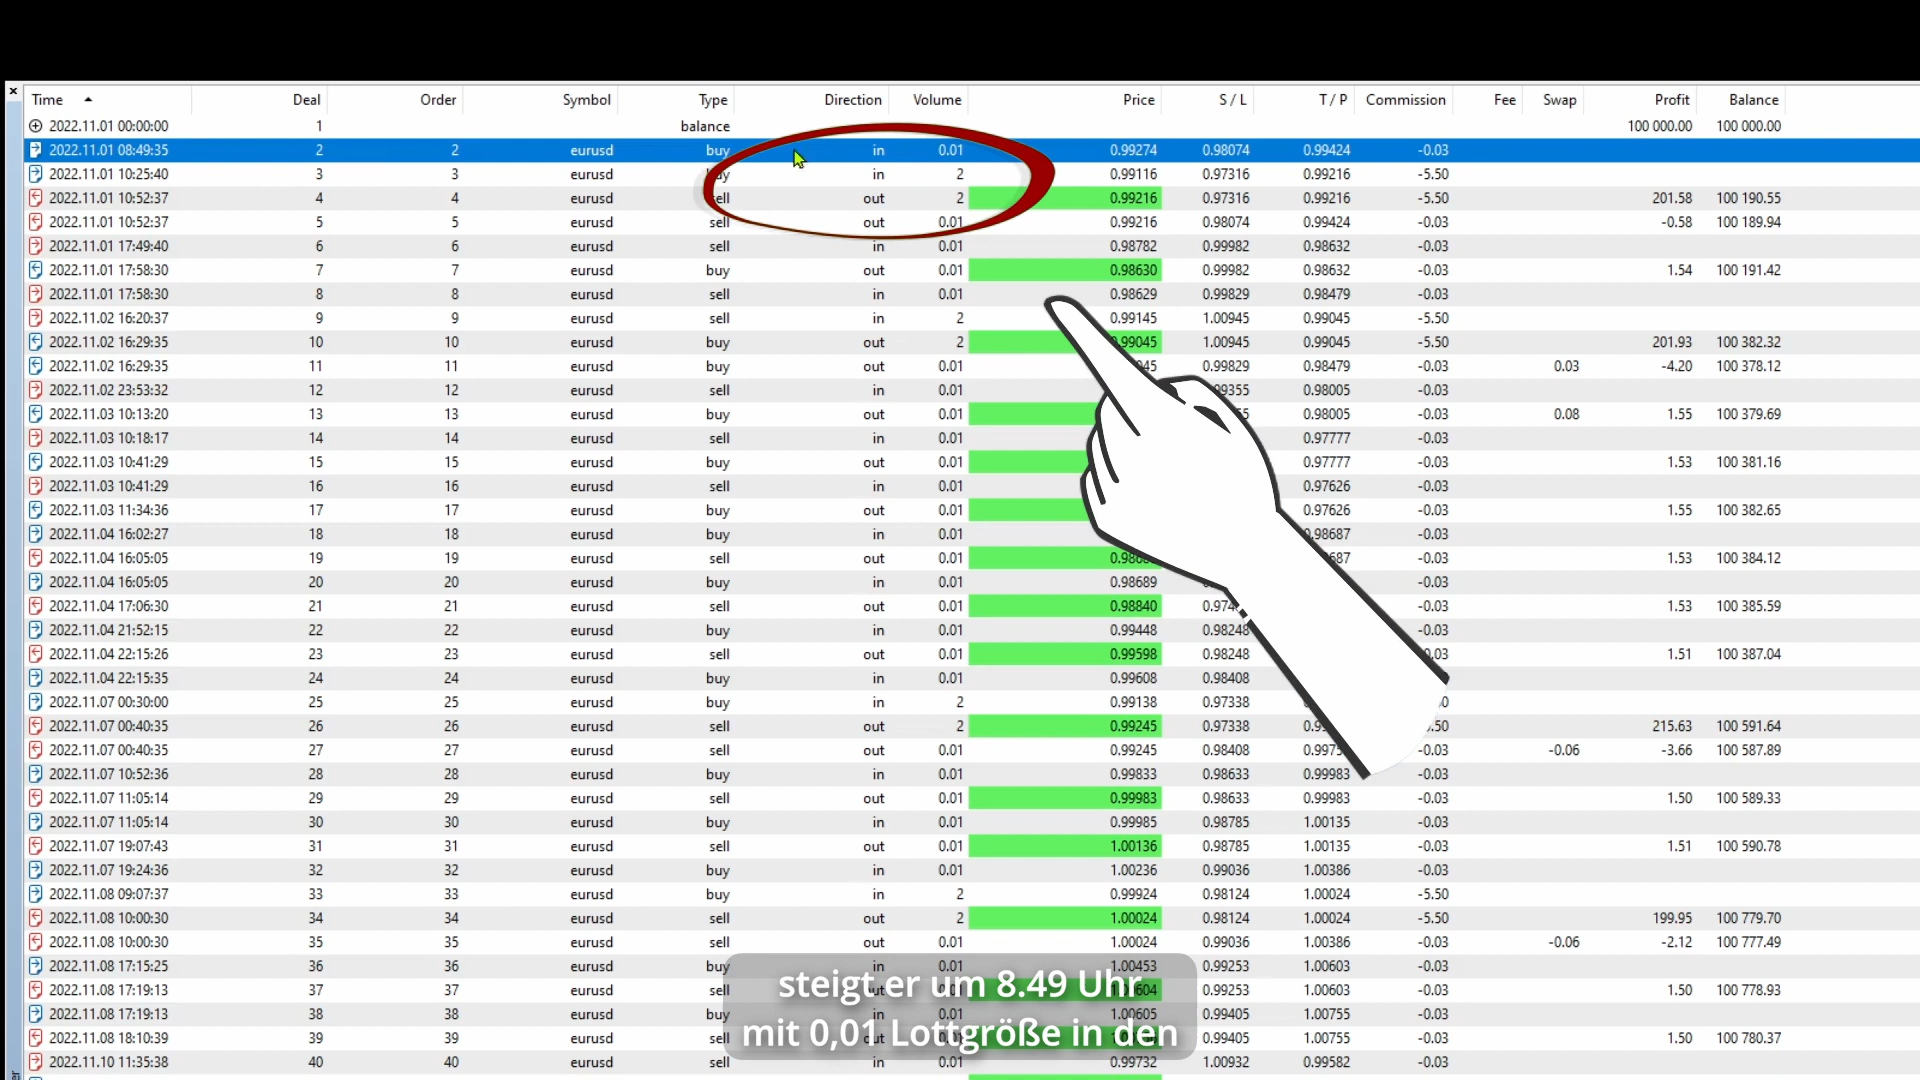 Time Deal Order Symbol Type Direction Volume Price S / L T / P Commission Fee Swap Profit Balance
2022.11.01 00:00:00 1 balance 100 000.00 100 000.00
2022.11.01 08:49:35 2 2 eurusd buy in 0.01 0.99274 0.98074 0.99424 -0.03
2022.11.01 10:25:40 3 3 eurusd in 2 0.99116 0.97316 0.99216 -5.50
2022.11.01 10:52:37 4 4 eurusd sell out 2 0.99216 0.97316 0.99216 -5.50 201.58 100 190.55
2022.11.01 10:52:37 5 5 eurusd sell out 0.01 0.99216 0.98074 0.99424 -0.03 -0.58 100 189.94
2022.11.01 17:49:40 6 6 eurusd sell in 0.01 0.98782 0.99982 0.98632 -0.03
2022.11.01 17:58:30 7 7 eurusd buy out 0.01 0.98630 0.99982 0.98632 -0.03 1.54 100 191.42
2022.11.01 17:58:30 8 8 eurusd sell in 0.01 0.98629 0.99829 0.98479 -0.03
2022.11.02 16:20:37 9 9 eurusd sell in 2 0.99145 1.00945 0.99045 -5.50
2022.11.02 16:29:35 10 10 eurusd buy out 2 0.99045 1.00945 0.99045 -5.50 201.93 100 382.32
2022.11.02 16:29:35 11 11 eurusd buy out 0.01 0.99829 0.98479 -0.03 0.03 -4.20 100 378.12
2022.11.02 23:53:32 12 12 eurusd sell in 0.01 0.98005 -0.03
2022.11.03 10:13:20 13 13 eurusd buy out 0.01 0.98005 -0.03 0.08 1.55 100 379.69
2022.11.03 10:18:17 14 14 eurusd sell in 0.01 0.97777 -0.03
2022.11.03 10:41:29 15 15 eurusd buy out 0.01 0.97777 -0.03 1.53 100 381.16
2022.11.03 10:41:29 16 16 eurusd sell in 0.01 0.97626 -0.03
2022.11.03 11:34:36 17 17 eurusd buy out 0.01 0.97626 -0.03 1.55 100 382.65
2022.11.04 16:02:27 18 18 eurusd buy in 0.01 0.98687 -0.03
2022.11.04 16:05:05 19 19 eurusd sell out 0.01 -0.03 1.53 100 384.12
2022.11.04 16:05:05 20 20 eurusd buy in 0.01 0.98689 -0.03
2022.11.04 17:06:30 21 21 eurusd sell out 0.01 0.98840 -0.03 1.53 100 385.59
2022.11.04 21:52:15 22 22 eurusd buy in 0.01 0.99448 0.98248 -0.03
2022.11.04 22:15:26 23 23 eurusd sell out 0.01 0.99598 0.98248 1.51 100 387.04
2022.11.04 22:15:35 24 24 eurusd buy in 0.01 0.99608 0.98408
2022.11.07 00:30:00 25 25 eurusd buy in 2 0.99138 0.97338
2022.11.07 00:40:35 26 26 eurusd sell out 2 0.99245 0.97338 215.63 100 591.64
2022.11.07 00:40:35 27 27 eurusd sell out 0.01 0.99245 0.98408 -0.03 -0.06 -3.66 100 587.89
2022.11.07 10:52:36 28 28 eurusd buy in 0.01 0.99833 0.98633 0.99983 -0.03
2022.11.07 11:05:14 29 29 eurusd sell out 0.01 0.99983 0.98633 0.99983 -0.03 1.50 100 589.33
2022.11.07 11:05:14 30 30 eurusd buy in 0.01 0.99985 0.98785 1.00135 -0.03
2022.11.07 19:07:43 31 31 eurusd sell out 0.01 1.00136 0.98785 1.00135 -0.03 1.51 100 590.78
2022.11.07 19:24:36 32 32 eurusd buy in 0.01 1.00236 0.99036 1.00386 -0.03
2022.11.08 09:07:37 33 33 eurusd buy in 2 0.99924 0.98124 1.00024 -5.50
2022.11.08 10:00:30 34 34 eurusd sell out 2 1.00024 0.98124 1.00024 -5.50 199.95 100 779.70
2022.11.08 10:00:30 35 35 eurusd sell out 0.01 1.00024 0.99036 1.00386 -0.03 -0.06 -2.12 100 777.49
2022.11.08 17:15:25 36 36 eurusd buy in 0.01 1.00453 0.99253 1.00603 -0.03
2022.11.08 17:19:13 37 37 eurusd sell 0.99253 1.00603 -0.03 1.50 100 778.93
2022.11.08 17:19:13 38 38 eurusd buy in 0.01 1.00605 0.99405 1.00755 -0.03
2022.11.08 18:10:39 39 39 eurusd 0.99405 1.00755 -0.03 1.50 100 780.37
2022.11.10 11:35:38 40 40 eurusd sell in 0.01 0.99732 1.00932 0.99582 -0.03
steigt er um 8.49 Uhr
mit 0,01 Lottgröße in den